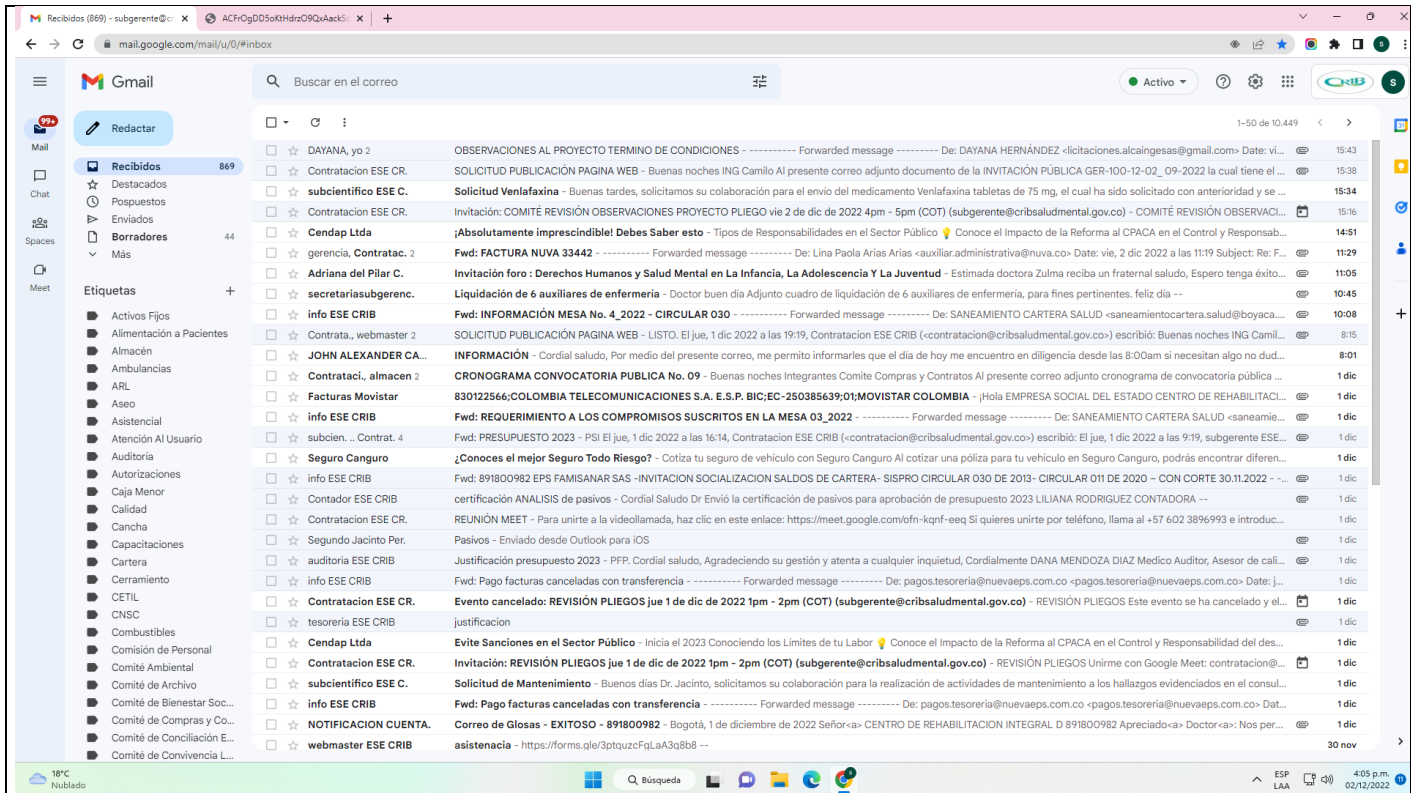 Recibidos (869) - subgerente@cr
ACFrOgDD5oKtHdrzO9QxAackSc
mail.google.com/mail/u/0/#inbox
Gmail
Buscar en el correo
Activo
CRIB
S
99+
Mail
Chat
Spaces
Meet
Redactar
Recibidos 869
Destacados
Pospuestos
Enviados
Borradores 44
Más
Etiquetas
Activos Fijos
Alimentación a Pacientes
Almacén
Ambulancias
ARL
Aseo
Asistencial
Atención Al Usuario
Auditoría
Autorizaciones
Caja Menor
Calidad
Cancha
Capacitaciones
Cartera
Cerramiento
CETIL
CNSC
Combustibles
Comisión de Personal
Comité Ambiental
Comité de Archivo
Comité de Bienestar Soc...
Comité de Compras y Co...
Comité de Conciliación E...
Comité de Convivencia L...
1–50 de 10.449
DAYANA, yo 2 OBSERVACIONES AL PROYECTO TERMINO DE CONDICIONES - ---------- Forwarded message --------- De: DAYANA HERNÁNDEZ <licitaciones.alcaingesas@gmail.com> Date: vi... 15:43
Contratacion ESE CR. SOLICITUD PUBLICACIÓN PAGINA WEB - Buenas noches ING Camilo Al presente correo adjunto documento de la INVITACIÓN PÚBLICA GER-100-12-02_ 09-2022 la cual tiene el ... 15:38
subcientifico ESE C. Solicitud Venlafaxina - Buenas tardes, solicitamos su colaboración para el envío del medicamento Venlafaxina tabletas de 75 mg, el cual ha sido solicitado con anterioridad y se ... 15:34
Contratacion ESE CR. Invitación: COMITÉ REVISIÓN OBSERVACIONES PROYECTO PLIEGO vie 2 de dic de 2022 4pm - 5pm (COT) (subgerente@cribsaludmental.gov.co) - COMITÉ REVISIÓN OBSERVACI... 15:16
Cendap Ltda ¡Absolutamente imprescindible! Debes Saber esto - Tipos de Responsabilidades en el Sector Público 💡 Conoce el Impacto de la Reforma al CPACA en el Control y Responsab... 14:51
gerencia, Contratac. 2 Fwd: FACTURA NUVA 33442 - ---------- Forwarded message --------- De: Lina Paola Arias Arias <auxiliar.administrativa@nuva.co> Date: vie, 2 dic 2022 a las 11:19 Subject: Re: F... 11:29
Adriana del Pilar C. Invitación foro : Derechos Humanos y Salud Mental en La Infancia, La Adolescencia Y La Juventud - Estimada doctora Zulma reciba un fraternal saludo, Espero tenga éxito... 11:05
secretariasubgerenc. Liquidación de 6 auxiliares de enfermería - Doctor buen día Adjunto cuadro de liquidación de 6 auxiliares de enfermería, para fines pertinentes. feliz día -- 10:45
info ESE CRIB Fwd: INFORMACIÓN MESA No. 4_2022 - CIRCULAR 030 - ---------- Forwarded message --------- De: SANEAMIENTO CARTERA SALUD <saneamientocartera.salud@boyaca.... 10:08
Contrata., webmaster 2 SOLICITUD PUBLICACIÓN PAGINA WEB - LISTO. El jue, 1 dic 2022 a las 19:19, Contratacion ESE CRIB (<contratacion@cribsaludmental.gov.co>) escribió: Buenas noches ING Camil... 8:15
JOHN ALEXANDER CA... INFORMACIÓN - Cordial saludo, Por medio del presente correo, me permito informarles que el día de hoy me encuentro en diligencia desde las 8:00am si necesitan algo no dud... 8:01
Contrataci., almacen 2 CRONOGRAMA CONVOCATORIA PUBLICA No. 09 - Buenas noches Integrantes Comite Compras y Contratos Al presente correo adjunto cronograma de convocatoria pública ... 1 dic
Facturas Movistar 830122566;COLOMBIA TELECOMUNICACIONES S.A. E.S.P. BIC;EC-250385639;01;MOVISTAR COLOMBIA - ¡Hola EMPRESA SOCIAL DEL ESTADO CENTRO DE REHABILITACI... 1 dic
info ESE CRIB Fwd: REQUERIMIENTO A LOS COMPROMISOS SUSCRITOS EN LA MESA 03_2022 - ---------- Forwarded message --------- De: SANEAMIENTO CARTERA SALUD <saneamie... 1 dic
subcien. .. Contrat. 4 Fwd: PRESUPUESTO 2023 - PSI El jue, 1 dic 2022 a las 16:14, Contratacion ESE CRIB (<contratacion@cribsaludmental.gov.co>) escribió: El jue, 1 dic 2022 a las 9:19, subgerente ESE... 1 dic
Seguro Canguro ¿Conoces el mejor Seguro Todo Riesgo? - Cotiza tu seguro de vehiculo con Seguro Canguro Al cotizar una póliza para tu vehículo en Seguro Canguro, podrás encontrar diferen... 1 dic
info ESE CRIB Fwd: 891800982 EPS FAMISANAR SAS -INVITACION SOCIALIZACION SALDOS DE CARTERA- SISPRO CIRCULAR 030 DE 2013- CIRCULAR 011 DE 2020 – CON CORTE 30.11.2022 - -... 1 dic
Contador ESE CRIB certificación ANALISIS de pasivos - Cordial Saludo Dr Envió la certificación de pasivos para aprobación de presupuesto 2023 LILIANA RODRIGUEZ CONTADORA -- 1 dic
Contratacion ESE CR. REUNIÓN MEET - Para unirte a la videollamada, haz clic en este enlace: https://meet.google.com/ofn-kqnf-eeq Si quieres unirte por teléfono, llama al +57 602 3896993 e introduc... 1 dic
Segundo Jacinto Per. Pasivos - Enviado desde Outlook para iOS 1 dic
auditoria ESE CRIB Justificación presupuesto 2023 - PFP. Cordial saludo, Agradeciendo su gestión y atenta a cualquier inquietud, Cordialmente DANA MENDOZA DIAZ Medico Auditor, Asesor de cali... 1 dic
info ESE CRIB Fwd: Pago facturas canceladas con transferencia - ---------- Forwarded message --------- De: pagos.tesoreria@nuevaeps.com.co <pagos.tesoreria@nuevaeps.com.co> Date: j... 1 dic
Contratacion ESE CR. Evento cancelado: REVISIÓN PLIEGOS jue 1 de dic de 2022 1pm - 2pm (COT) (subgerente@cribsaludmental.gov.co) - REVISIÓN PLIEGOS Este evento se ha cancelado y el... 1 dic
tesoreria ESE CRIB justificacion 1 dic
Cendap Ltda Evite Sanciones en el Sector Público - Inicia el 2023 Conociendo los Límites de tu Labor 💡 Conoce el Impacto de la Reforma al CPACA en el Control y Responsabilidad del des... 1 dic
Contratacion ESE CR. Invitación: REVISIÓN PLIEGOS jue 1 de dic de 2022 1pm - 2pm (COT) (subgerente@cribsaludmental.gov.co) - REVISIÓN PLIEGOS Unirme con Google Meet: contratacion@... 1 dic
subcientifico ESE C. Solicitud de Mantenimiento - Buenos días Dr. Jacinto, solicitamos su colaboración para la realización de actividades de mantenimiento a los hallazgos evidenciados en el consul... 1 dic
info ESE CRIB Fwd: Pago facturas canceladas con transferencia - ---------- Forwarded message --------- De: pagos.tesoreria@nuevaeps.com.co <pagos.tesoreria@nuevaeps.com.co> Dat... 1 dic
NOTIFICACION CUENTA. Correo de Glosas - EXITOSO - 891800982 - Bogotá, 1 de diciembre de 2022 Señor<a> CENTRO DE REHABILITACION INTEGRAL D 891800982 Apreciado<a> Doctor<a>: Nos per... 1 dic
webmaster ESE CRIB asistenacia - https://forms.gle/3ptquzcFgLaA3q8b8 -- 30 nov
18°C
Nublado
Búsqueda
ESP
LAA
4:05 p.m.
02/12/2022
11